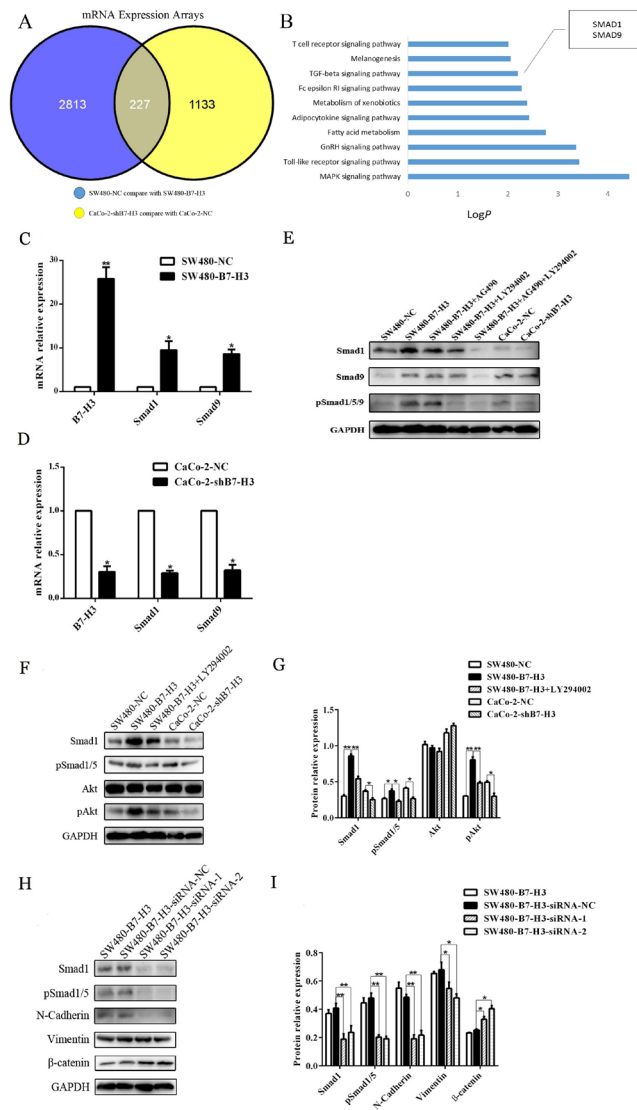 A
mRNA Expression Arrays
2813
227
1133
SW480-NC compare with SW480-B7-H3
CaCo-2-shB7-H3 compare with CaCo-2-NC
B
SMAD1
SMAD9
T cell receptor signaling pathway
Melanogenesis
TGF-beta signaling pathway
Fc epsilon RI signaling pathway
Metabolism of xenobiotics
Adipocytokine signaling pathway
Fatty acid metabolism
GnRH signaling pathway
Toll-like receptor signaling pathway
MAPK signaling pathway
0 1 2 3 4
LogP
C
SW480-NC
SW480-B7-H3
mRNA relative expression
30
20
10
0
**
*
*
B7-H3
Smad1
Smad9
D
CaCo-2-NC
CaCo-2-shB7-H3
mRNA relative expression
1.5
1.0
0.5
0.0
*
*
*
B7-H3
Smad1
Smad9
E
SW480-NC
SW480-B7-H3
SW480-B7-H3+AG490
SW480-B7-H3+LY294002
SW480-B7-H3+AG490+LY294002
CaCo-2-NC
CaCo-2-shB7-H3
Smad1
Smad9
pSmad1/5/9
GAPDH
F
SW480-NC
SW480-B7-H3
SW480-B7-H3+LY294002
CaCo-2-NC
CaCo-2-shB7-H3
Smad1
pSmad1/5
Akt
pAkt
GAPDH
G
SW480-NC
SW480-B7-H3
SW480-B7-H3+LY294002
CaCo-2-NC
CaCo-2-shB7-H3
Protein relative expression
1.5
1.0
0.5
0.0
** **
*
* *
*
** **
*
Smad1
pSmad1/5
Akt
pAkt
H
SW480-B7-H3
SW480-B7-H3-siRNA-NC
SW480-B7-H3-siRNA-1
SW480-B7-H3-siRNA-2
Smad1
pSmad1/5
N-Cadherin
Vimentin
β-catenin
GAPDH
I
SW480-B7-H3
SW480-B7-H3-siRNA-NC
SW480-B7-H3-siRNA-1
SW480-B7-H3-siRNA-2
Protein relative expression
0.8
0.6
0.4
0.2
0.0
**
**
**
**
**
**
*
*
*
*
Smad1
pSmad1/5
N-Cadherin
Vimentin
β-catenin